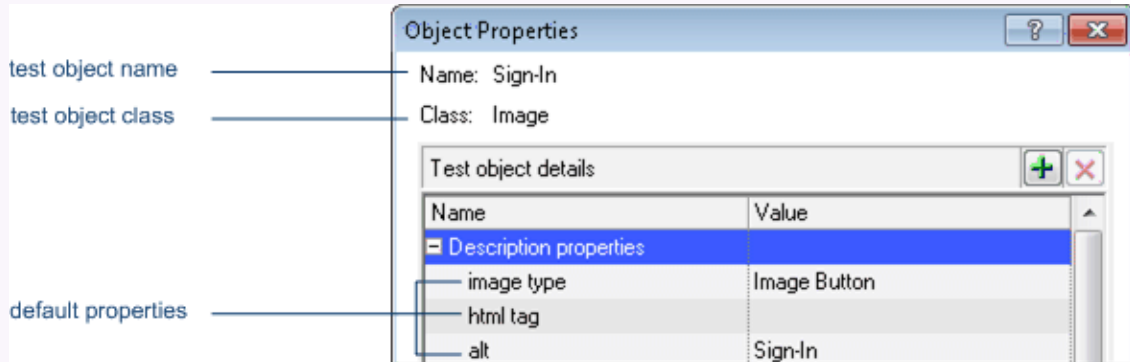 Object Properties
test object name Name: Sign-In
test object class Class: Image
Test object details
Name Value
Description properties
image type Image Button
default properties html tag
alt Sign-In